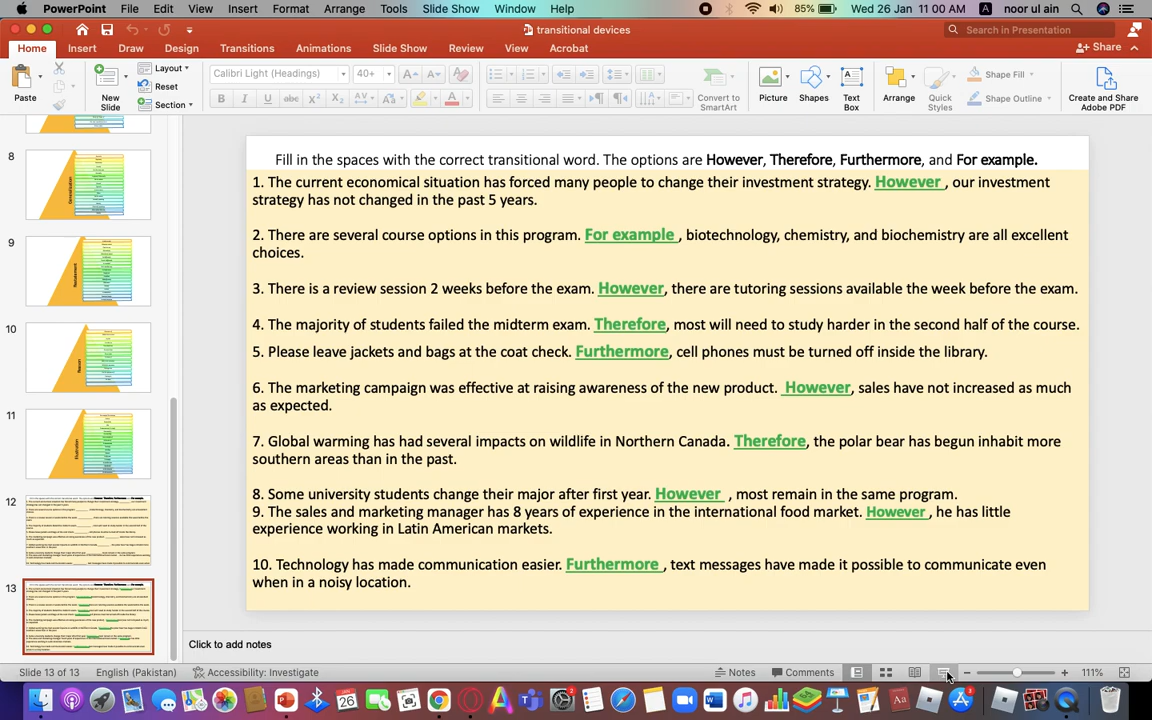 PowerPoint File Edit View Insert Format Arrange Tools Slide Show Window Help 85% Wed 26 Jan 11 00 AM A noor ul ain
transitional devices Search in Presentation
Home Insert Draw Design Transitions Animations Slide Show Review View Acrobat Share
Paste New Slide Layout Reset Section Calibri Light (Headings) 40+ Convert to SmartArt Picture Shapes Text Box Arrange Quick Styles Shape Fill Shape Outline Create and Share Adobe PDF
8
9
10
11
12
13
Fill in the spaces with the correct transitional word. The options are However, Therefore, Furthermore, and For example.
1. The current economical situation has forced many people to change their investment strategy. However , our investment
strategy has not changed in the past 5 years.
2. There are several course options in this program. For example , biotechnology, chemistry, and biochemistry are all excellent
choices.
3. There is a review session 2 weeks before the exam. However, there are tutoring sessions available the week before the exam.
4. The majority of students failed the midterm exam. Therefore, most will need to study harder in the second half of the course.
5. Please leave jackets and bags at the coat check. Furthermore, cell phones must be turned off inside the library.
6. The marketing campaign was effective at raising awareness of the new product. However, sales have not increased as much
as expected.
7. Global warming has had several impacts on wildlife in Northern Canada. Therefore, the polar bear has begun inhabit more
southern areas than in the past.
8. Some university students change their major after first year. However , most remain in the same program.
9. The sales and marketing manager has 8 years of experience in the international food market. However , he has little
experience working in Latin American markets.
10. Technology has made communication easier. Furthermore , text messages have made it possible to communicate even
when in a noisy location.
Click to add notes
Slide 13 of 13 English (Pakistan) Accessibility: Investigate Notes Comments 111%